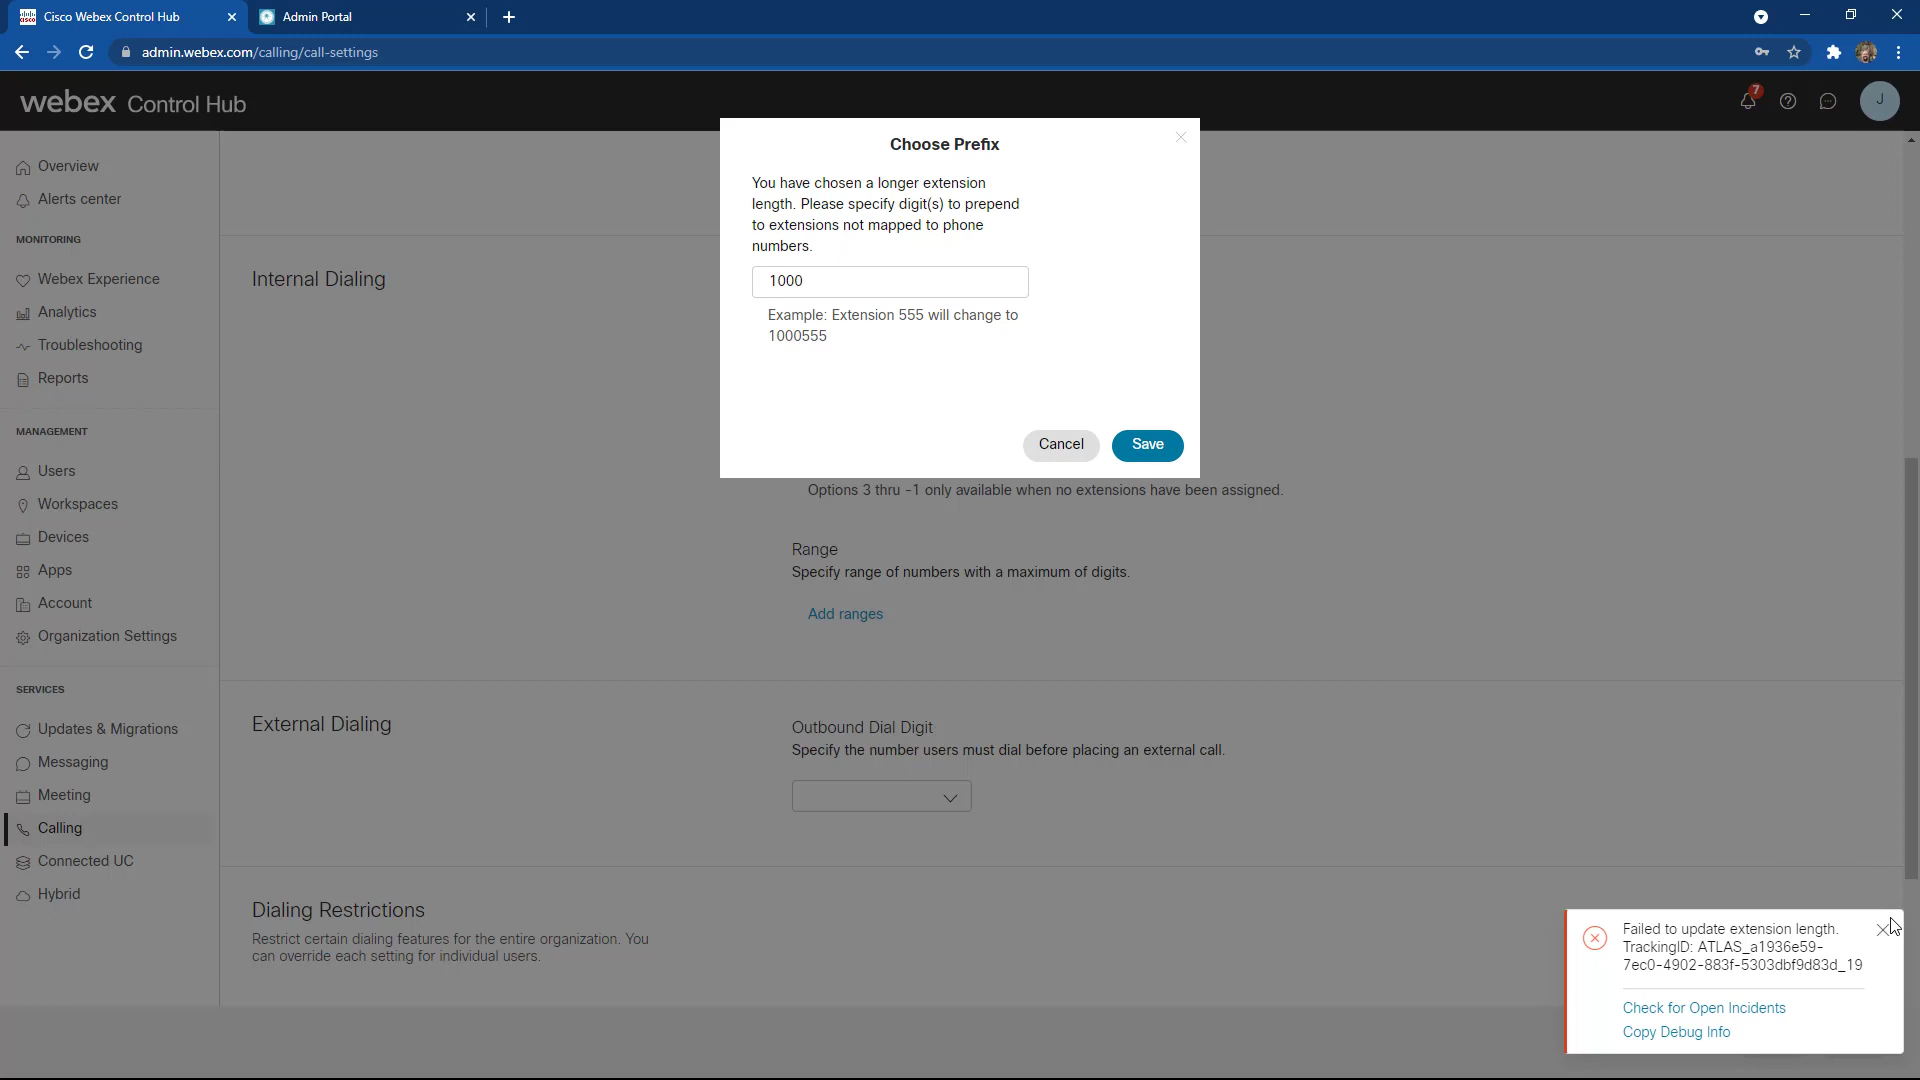 Cisco Webex Control Hub
Admin Portal
admin.webex.com/calling/call-settings
webex Control Hub
7
J
Overview
Alerts center
MONITORING
Webex Experience
Analytics
Troubleshooting
Reports
MANAGEMENT
Users
Workspaces
Devices
Apps
Account
Organization Settings
SERVICES
Updates & Migrations
Messaging
Meeting
Calling
Connected UC
Hybrid
Choose Prefix
You have chosen a longer extension
length. Please specify digit(s) to prepend
to extensions not mapped to phone
numbers.
1000
Example: Extension 555 will change to
1000555
Cancel
Save
Internal Dialing
Options 3 thru -1 only available when no extensions have been assigned.
Range
Specify range of numbers with a maximum of digits.
Add ranges
External Dialing
Outbound Dial Digit
Specify the number users must dial before placing an external call.
Dialing Restrictions
Restrict certain dialing features for the entire organization. You
can override each setting for individual users.
Failed to update extension length.
TrackingID: ATLAS_a1936e59-
7ec0-4902-883f-5303dbf9d83d_19
Check for Open Incidents
Copy Debug Info